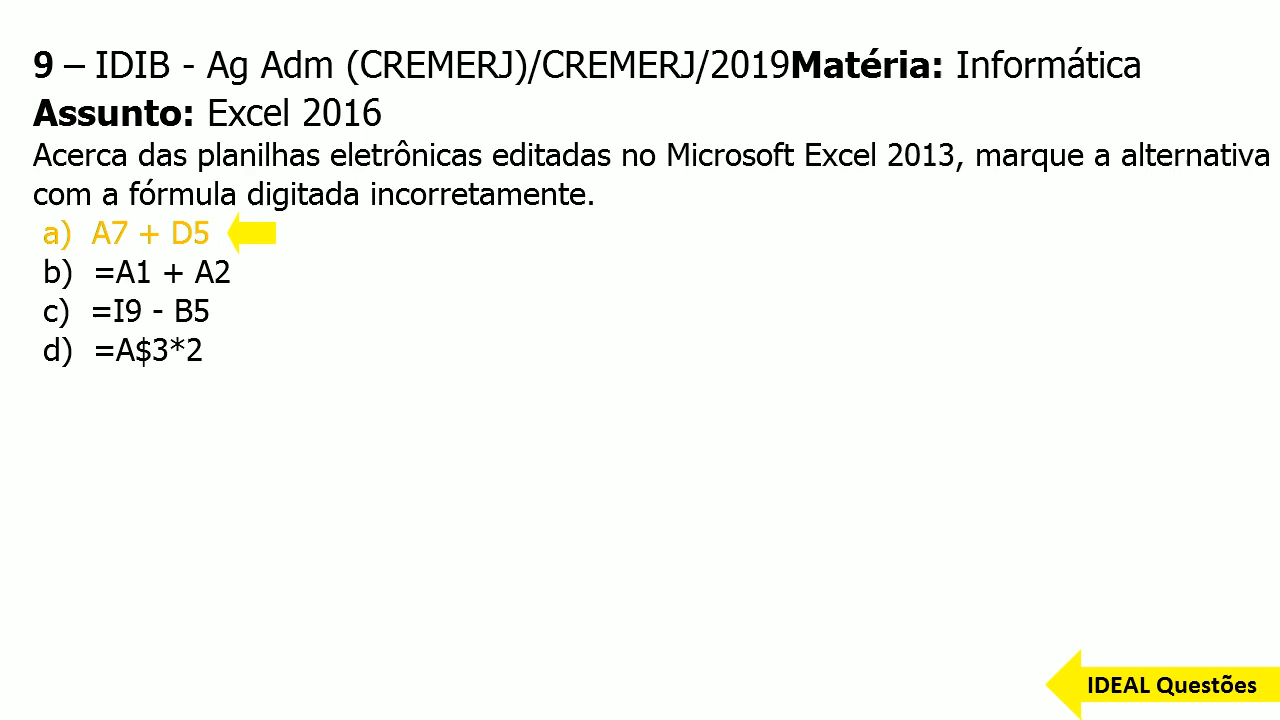 9 – IDIB - Ag Adm (CREMERJ)/CREMERJ/2019Matéria: Informática
Assunto: Excel 2016
Acerca das planilhas eletrônicas editadas no Microsoft Excel 2013, marque a alternativa
com a fórmula digitada incorretamente.
a) A7 + D5
b) =A1 + A2
c) =I9 - B5
d) =A$3*2
IDEAL Questões